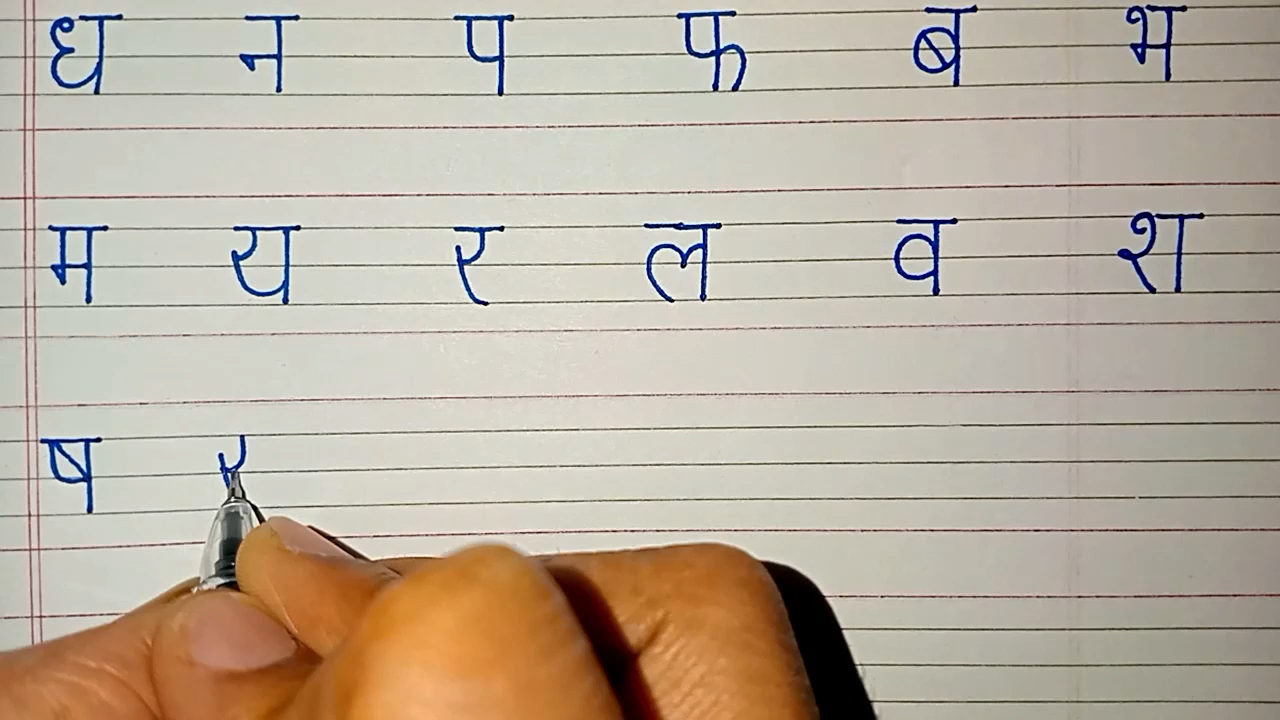 ध न प फ ब भ
म य र ल व श
ष